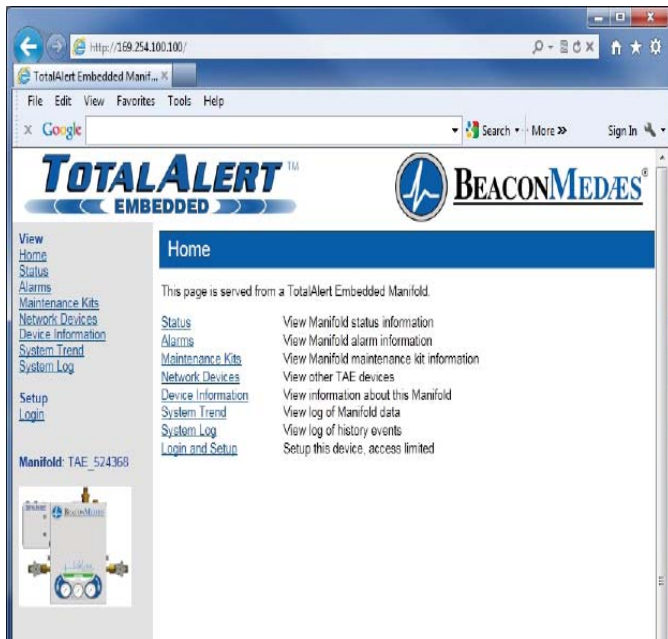 http://169.254.100.100/
TotalAlert Embedded Manif...
File Edit View Favorites Tools Help
x Google Search More >> Sign In
TOTALALERT™
EMBEDDED
BEACONMEDÆS®
View
Home
Status
Alarms
Maintenance Kits
Network Devices
Device Information
System Trend
System Log
Setup
Login
Manifold: TAE_524368
BEACONMEDÆS
Home
This page is served from a TotalAlert Embedded Manifold.
Status View Manifold status information
Alarms View Manifold alarm information
Maintenance Kits View Manifold maintenance kit information
Network Devices View other TAE devices
Device Information View information about this Manifold
System Trend View log of Manifold data
System Log View log of history events
Login and Setup Setup this device, access limited